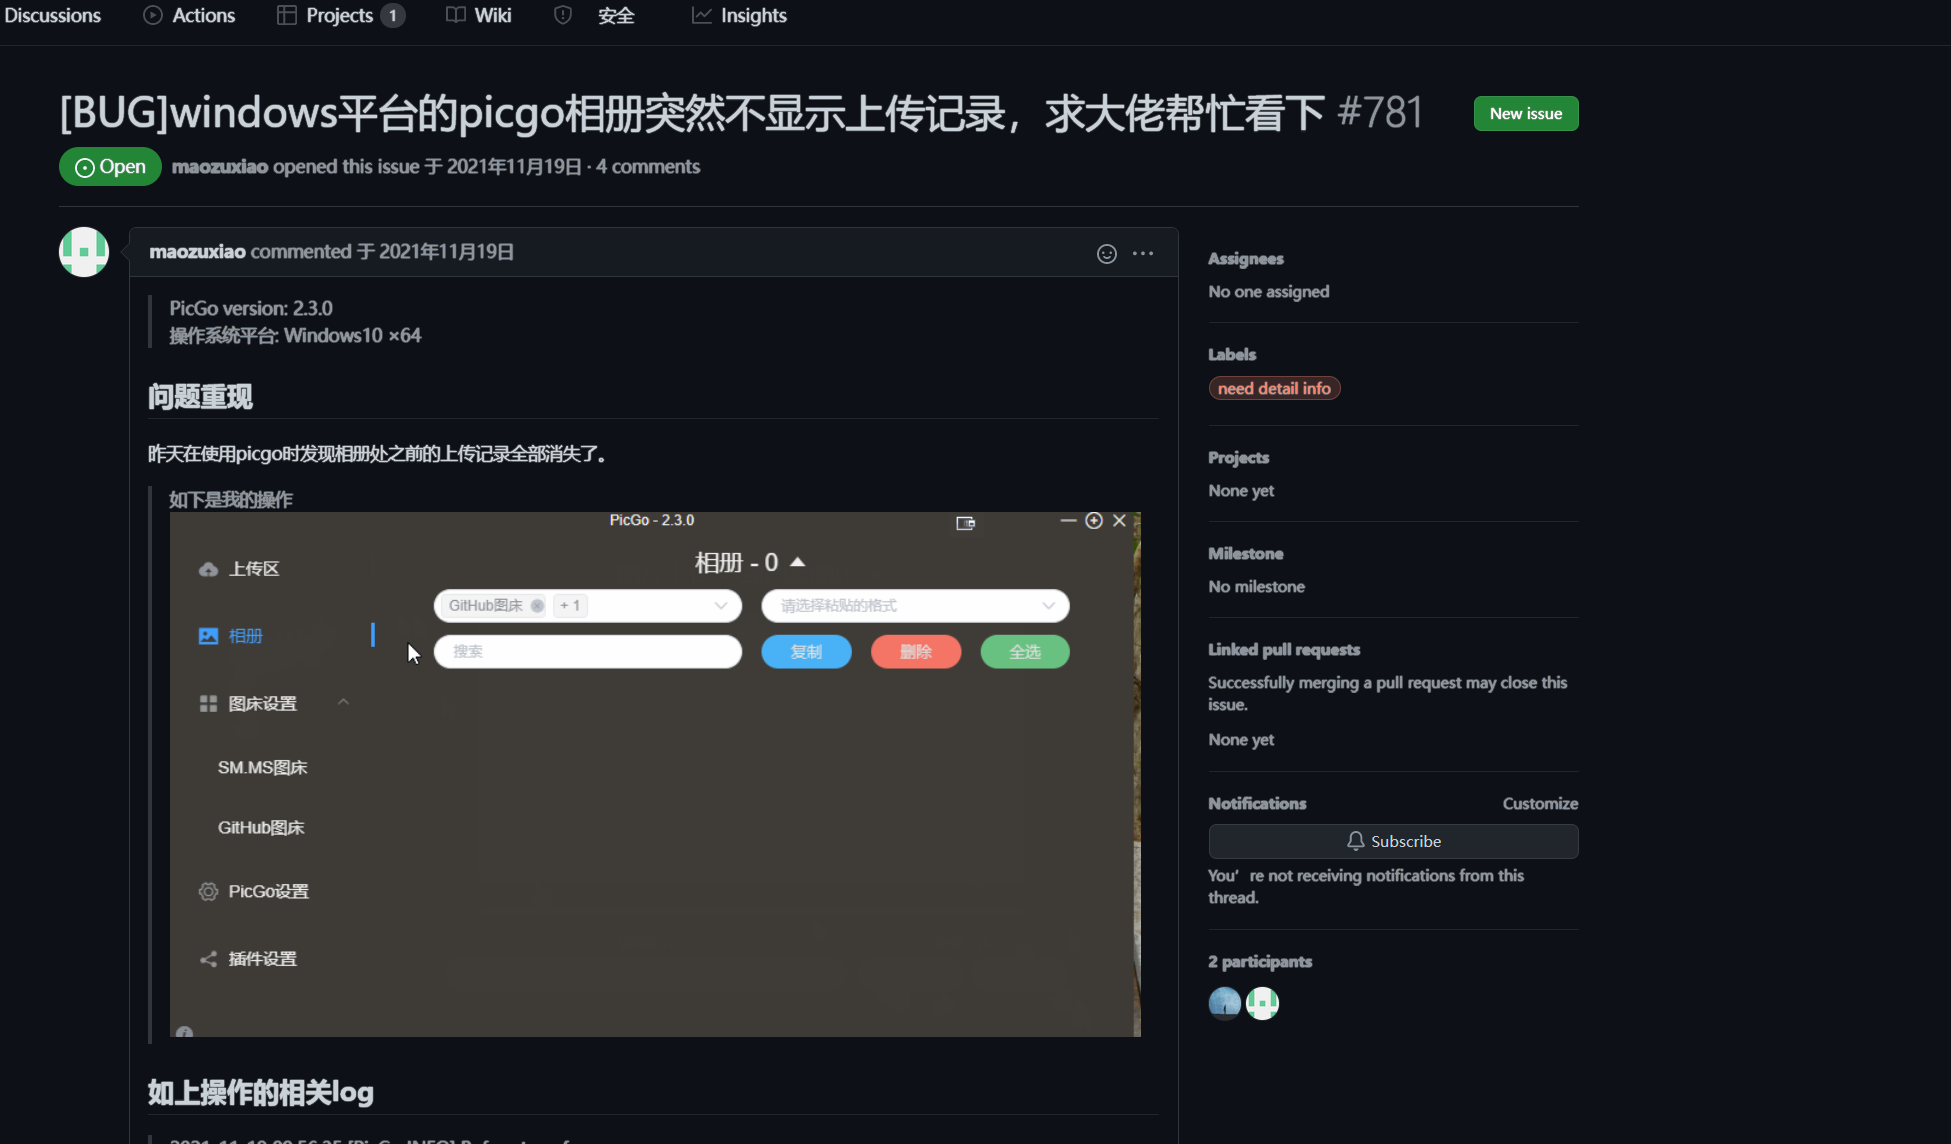 Discussions Actions Projects 1 Wiki 安全 Insights
[BUG]windows平台的picgo相册突然不显示上传记录，求大佬帮忙看下 #781
New issue
Open maozuxiao opened this issue 于 2021年11月19日 · 4 comments
maozuxiao commented 于 2021年11月19日
PicGo version: 2.3.0
操作系统平台: Windows10 ×64
问题重现
昨天在使用picgo时发现相册处之前的上传记录全部消失了。
如下是我的操作
PicGo - 2.3.0
相册 - 0
上传区
相册
图床设置
SM.MS图床
GitHub图床
PicGo设置
插件设置
GitHub图床 + 1
请选择粘贴的格式
搜索
复制 删除 全选
如上操作的相关log
Assignees
No one assigned
Labels
need detail info
Projects
None yet
Milestone
No milestone
Linked pull requests
Successfully merging a pull request may close this
issue.
None yet
Notifications Customize
Subscribe
You’re not receiving notifications from this
thread.
2 participants